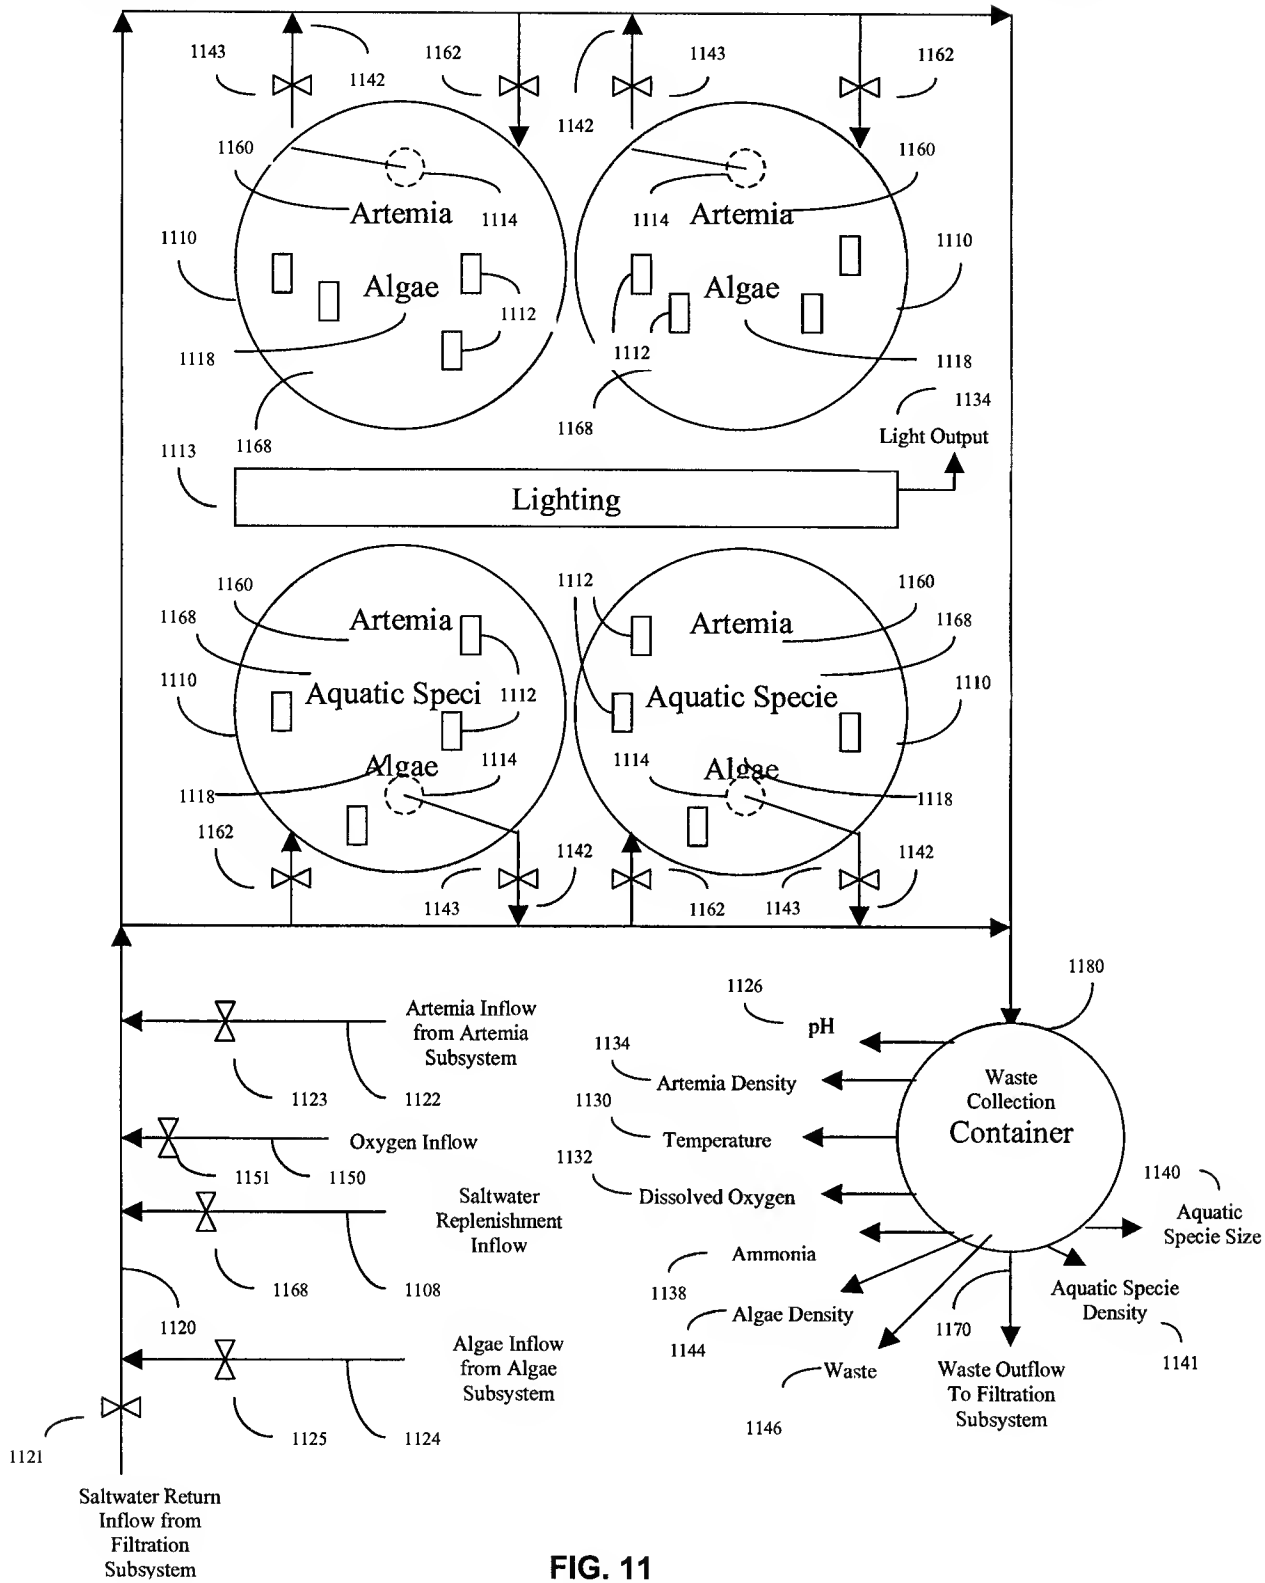 1143
1142
1162
1142
1143
1162
1160
1114
Artemia
1114
1160
Artemia
1110
Algae
1112
1118
1168
1110
Algae
1112
1118
1168
1134
Light Output
1113
Lighting
1160
Artemia
1168
Aquatic Speci
1110
1112
Algae
1114
1118
1162
1143
1142
1112
1160
Artemia
1168
Aquatic Specie
1110
1114
Algae
1118
1162
1143
1142
Artemia Inflow
from Artemia
Subsystem
1123
1122
Oxygen Inflow
1151
1150
Saltwater
Replenishment
Inflow
1168
1108
1120
Algae Inflow
from Algae
Subsystem
1125
1124
1121
Saltwater Return
Inflow from
Filtration
Subsystem
1180
Waste
Collection
Container
1126
pH
1134
Artemia Density
1130
Temperature
1132
Dissolved Oxygen
Ammonia
1138
Algae Density
1144
Waste
1146
1170
Waste Outflow
To Filtration
Subsystem
1140
Aquatic
Specie Size
Aquatic Specie
Density
1141
FIG. 11